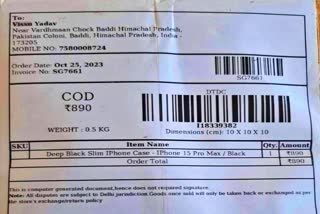 To:
Vissu Yadav
Near Vardhmaan Chock Baddi Himachal Pradesh,
Pakistan Coloni, Baddi, Himachal Pradesh, India -
173205
MOBILE NO: 7580008724
Order Date: Oct 25, 2023
Invoice No: SG7661
SG7661
COD
₹890
WEIGHT : 0.5 KG
DTDC
I18339382
Dimensions (cm): 10 X 10 X 10
SKU Item Name Qty. Amount
Deep Black Slim IPhone Case - IPhone 15 Pro Max / Black 1 ₹890
Order Total ₹890
This is computer generated document,hence does not required signature.
Note: All disputes are subject to Delhi jurisdiction.Goods once sold will only be taken back or exchanged as per
the store's exchange/return policy